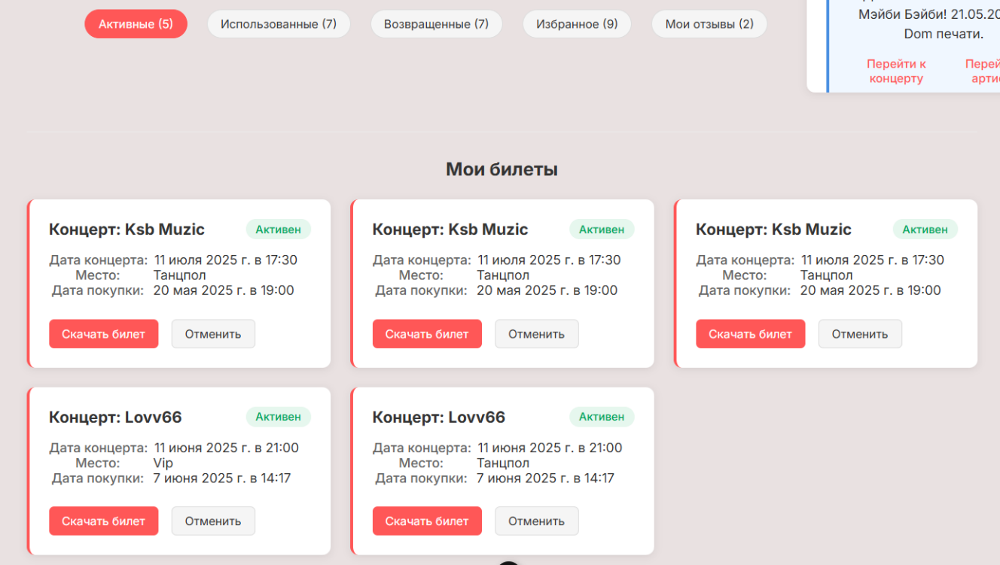 Активные (5)
Использованные (7)
Возвращенные (7)
Избранное (9)
Мои отзывы (2)
Мэйби Бэйби! 21.05.20
Dom печати.
Перейти к
концерту
Мои билеты
Концерт: Ksb Muzic
Активен
Дата концерта: 11 июля 2025 г. в 17:30
Место: Танцпол
Дата покупки: 20 мая 2025 г. в 19:00
Скачать билет
Отменить
Концерт: Ksb Muzic
Активен
Дата концерта: 11 июля 2025 г. в 17:30
Место: Танцпол
Дата покупки: 20 мая 2025 г. в 19:00
Скачать билет
Отменить
Концерт: Ksb Muzic
Активен
Дата концерта: 11 июля 2025 г. в 17:30
Место: Танцпол
Дата покупки: 20 мая 2025 г. в 19:00
Скачать билет
Отменить
Концерт: Lovv66
Активен
Дата концерта: 11 июня 2025 г. в 21:00
Место: Vip
Дата покупки: 7 июня 2025 г. в 14:17
Скачать билет
Отменить
Концерт: Lovv66
Активен
Дата концерта: 11 июня 2025 г. в 21:00
Место: Танцпол
Дата покупки: 7 июня 2025 г. в 14:17
Скачать билет
Отменить